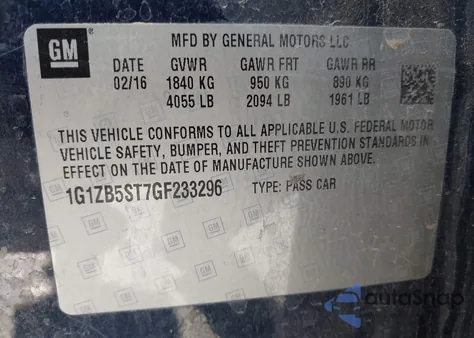 GM
MFD BY GENERAL MOTORS LLC
DATE GVWR GAWR FRT GAWR RR
02/16 1840 KG 950 KG 890 KG
4055 LB 2094 LB 1961 LB
THIS VEHICLE CONFORMS TO ALL APPLICABLE U.S. FEDERAL MOTOR
VEHICLE SAFETY, BUMPER, AND THEFT PREVENTION STANDARDS IN
EFFECT ON THE DATE OF MANUFACTURE SHOWN ABOVE.
1G1ZB5ST7GF233296 TYPE: PASS CAR
autosnap